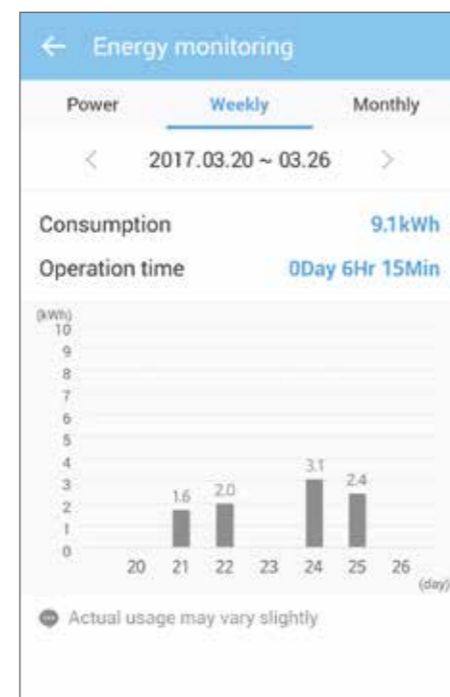 ← Energy monitoring
Power Weekly Monthly
< 2017.03.20 ~ 03.26 >
Consumption 9.1kWh
Operation time 0Day 6Hr 15Min
(kWh)
10
9
8
7
6
5
4
3
2
1
0
1.6 2.0 3.1 2.4
20 21 22 23 24 25 26
(day)
Actual usage may vary slightly